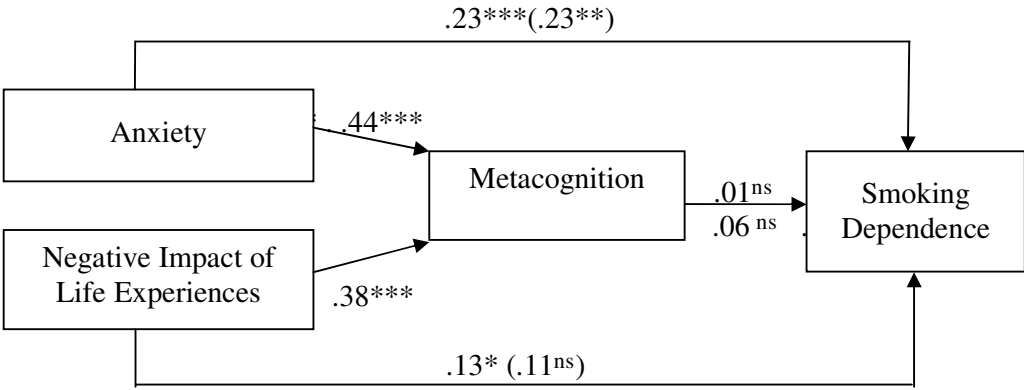 .23***(.23**)
Anxiety
.44***
Metacognition
.01ns
.06 ns
Smoking
Dependence
Negative Impact of
Life Experiences
.38***
.13* (.11ns)